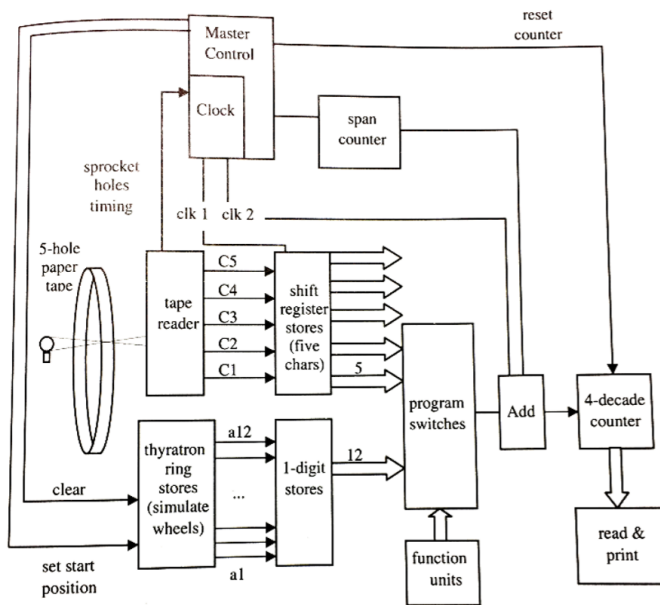 reset
counter
Master
Control
Clock
span
counter
sprocket
holes
timing
clk 1
clk 2
5-hole
paper
tape
tape
reader
C5
C4
C3
C2
C1
shift
register
stores
(five
chars)
5
program
switches
Add
4-decade
counter
thyratron
ring
stores
(simulate
wheels)
a12
...
a1
1-digit
stores
12
clear
set start
position
function
units
read &
print